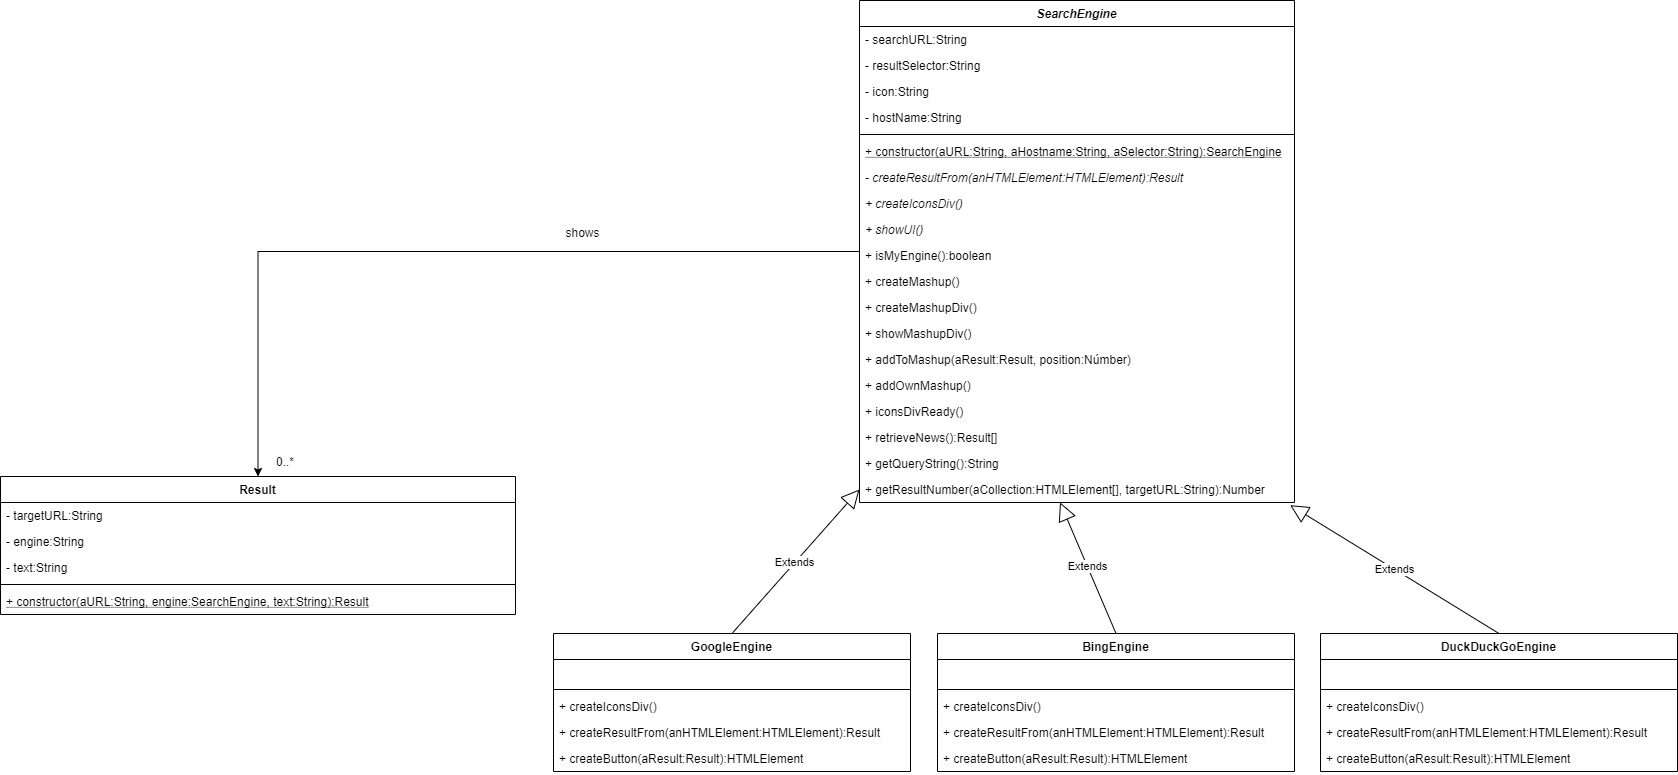 SearchEngine
- searchURL:String
- resultSelector:String
- icon:String
- hostName:String
+ constructor(aURL:String, aHostname:String, aSelector:String):SearchEngine
- createResultFrom(anHTMLElement:HTMLElement):Result
+ createIconsDiv()
+ showUI()
+ isMyEngine():boolean
+ createMashup()
+ createMashupDiv()
+ showMashupDiv()
+ addToMashup(aResult:Result, position:Númber)
+ addOwnMashup()
+ iconsDivReady()
+ retrieveNews():Result[]
+ getQueryString():String
+ getResultNumber(aCollection:HTMLElement[], targetURL:String):Number
shows
0..*
Result
- targetURL:String
- engine:String
- text:String
+ constructor(aURL:String, engine:SearchEngine, text:String):Result
Extends
Extends
Extends
GoogleEngine
+ createIconsDiv()
+ createResultFrom(anHTMLElement:HTMLElement):Result
+ createButton(aResult:Result):HTMLElement
BingEngine
+ createIconsDiv()
+ createResultFrom(anHTMLElement:HTMLElement):Result
+ createButton(aResult:Result):HTMLElement
DuckDuckGoEngine
+ createIconsDiv()
+ createResultFrom(anHTMLElement:HTMLElement):Result
+ createButton(aResult:Result):HTMLElement